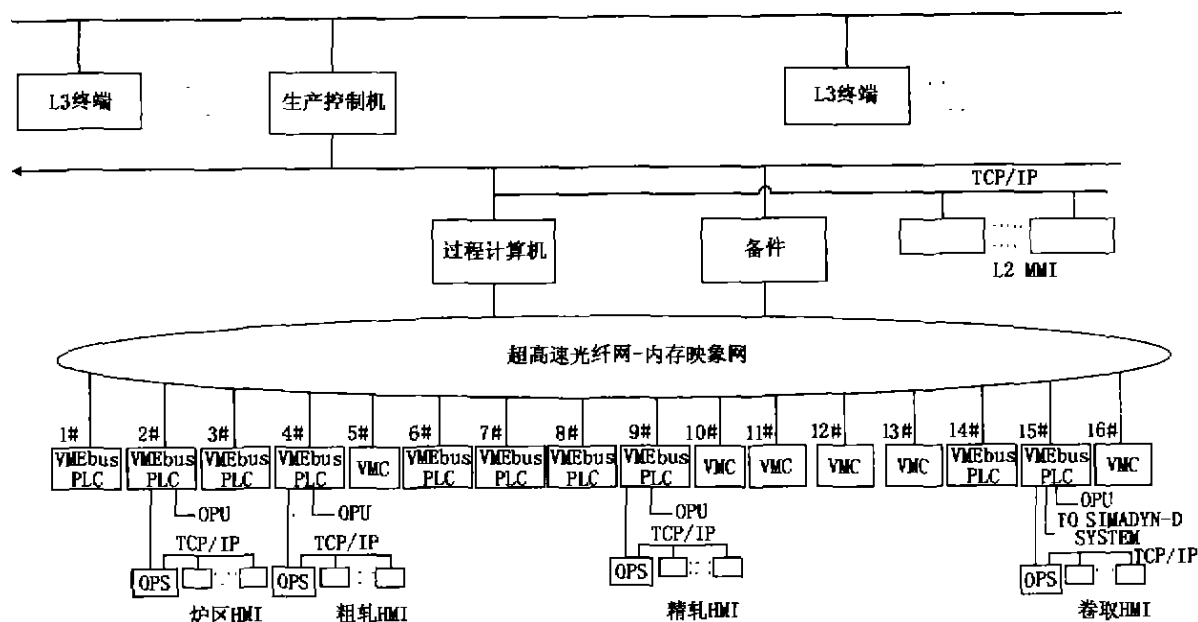 L3终端
生产控制机
L3终端
TCP/IP
过程计算机
备件
L2 MMI
超高速光纤网-内存映象网
1#
2#
3#
4#
5#
6#
7#
8#
9#
10#
11#
12#
13#
14#
15#
16#
VMEbus
PLC
VMEbus
PLC
VMEbus
PLC
VMEbus
PLC
VMC
VMEbus
PLC
VMEbus
PLC
VMEbus
PLC
VMEbus
PLC
VMC
VMC
VMC
VMC
VMEbus
PLC
VMEbus
PLC
VMC
OPU
OPU
OPU
OPU
TO SIMADYN-D
SYSTEM
TCP/IP
TCP/IP
TCP/IP
TCP/IP
OPS
OPS
OPS
OPS
炉区HMI
粗轧HMI
精轧HMI
卷取HMI